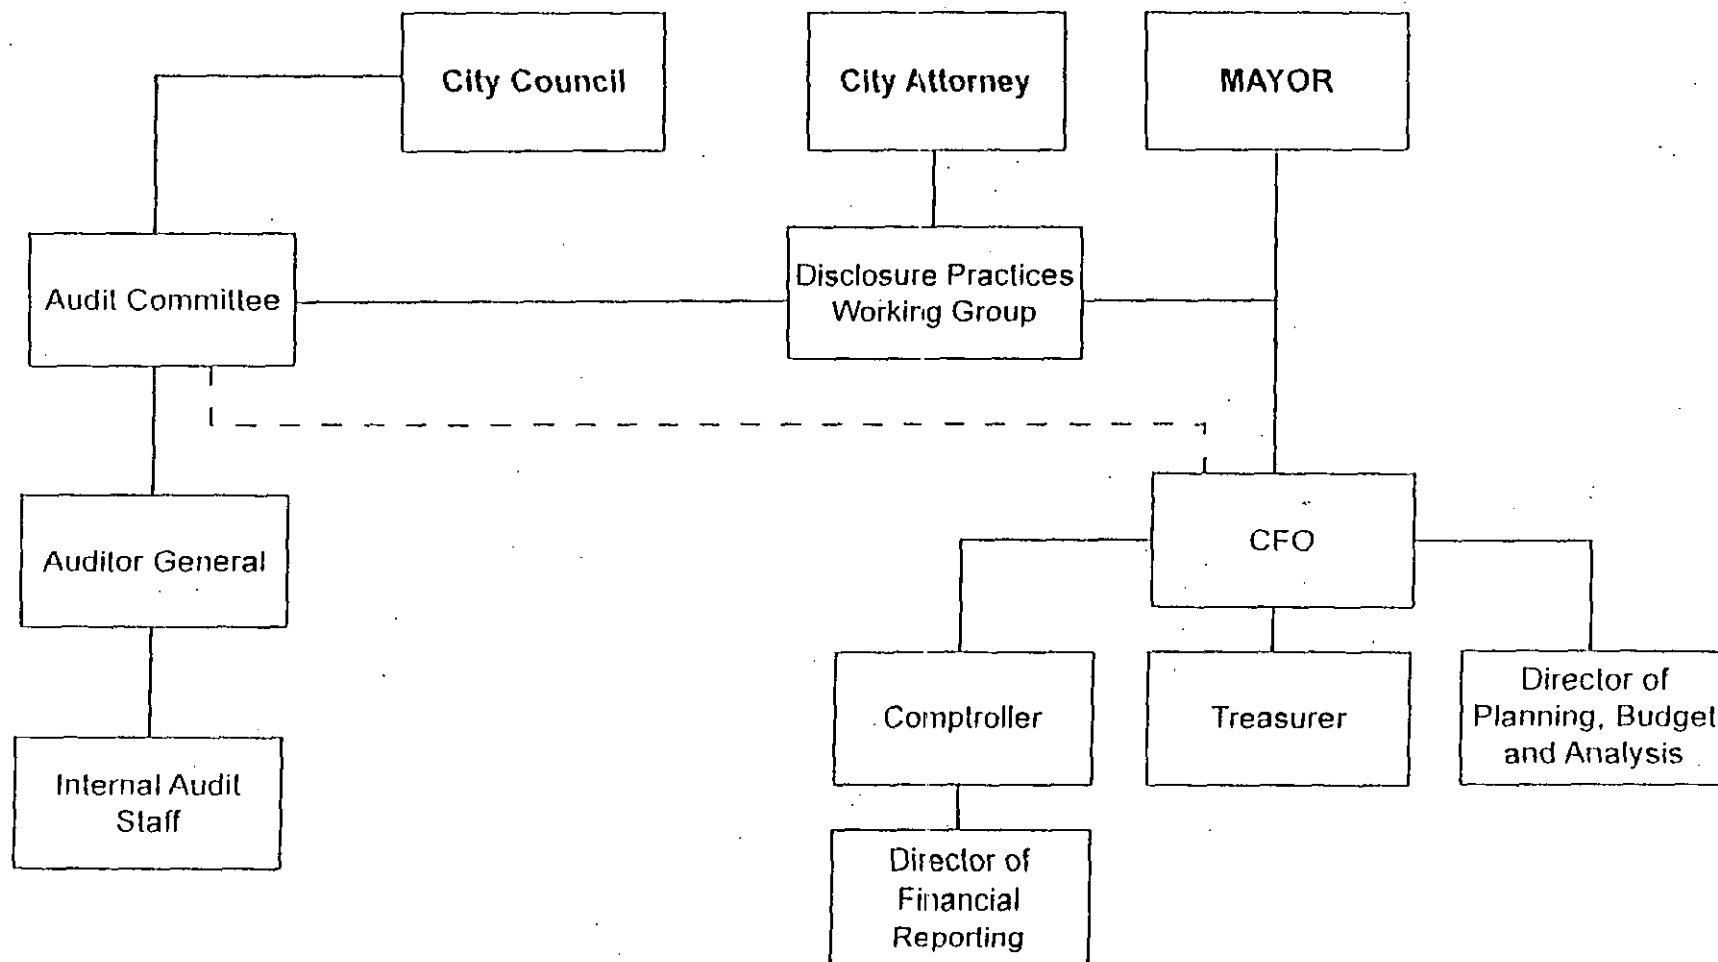 City Council
City Attorney
MAYOR
Audit Committee
Disclosure Practices
Working Group
Auditor General
CFO
Internal Audit
Staff
Comptroller
Treasurer
Director of
Planning, Budget
and Analysis
Director of
Financial
Reporting